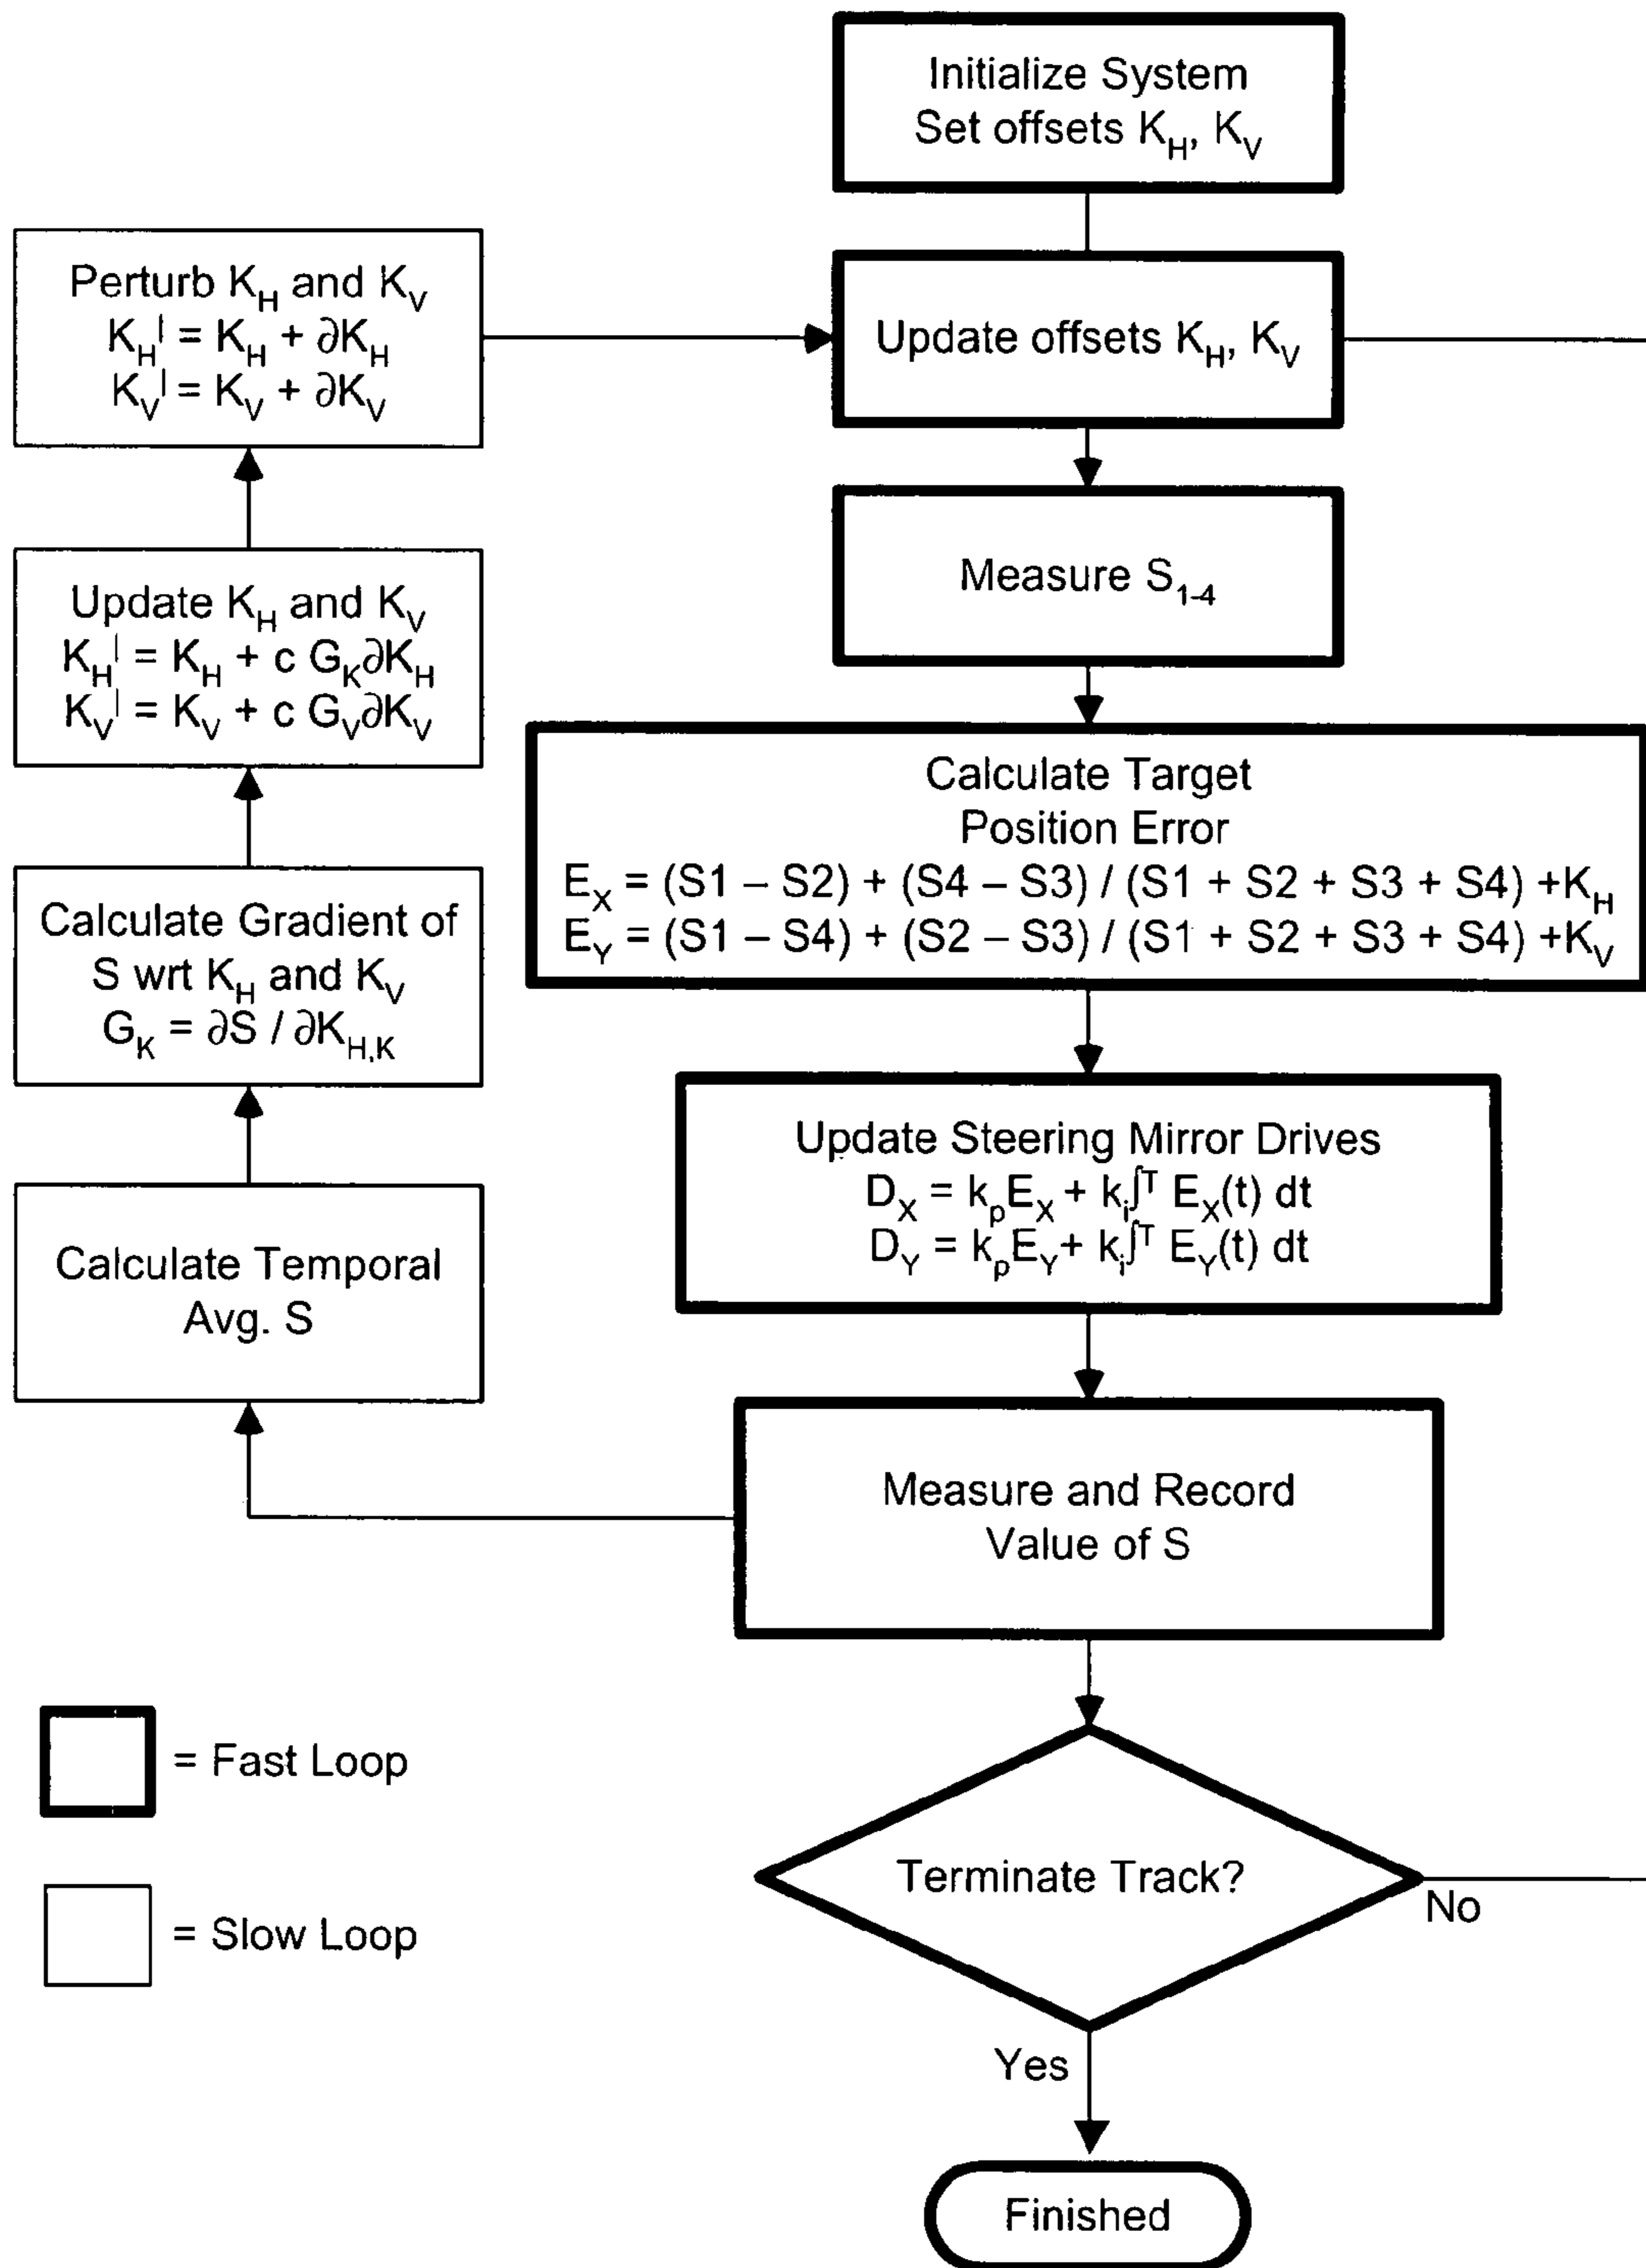 Initialize System
Set offsets K_H, K_V
Perturb K_H and K_V
K_H^| = K_H + ∂K_H
K_V^| = K_V + ∂K_V
Update offsets K_H, K_V
Measure S_1-4
Update K_H and K_V
K_H^| = K_H + c G_K∂K_H
K_V^| = K_V + c G_V∂K_V
Calculate Target
Position Error
E_X = (S1 – S2) + (S4 – S3) / (S1 + S2 + S3 + S4) +K_H
E_Y = (S1 – S4) + (S2 – S3) / (S1 + S2 + S3 + S4) +K_V
Calculate Gradient of
S wrt K_H and K_V
G_K = ∂S / ∂K_H,K
Update Steering Mirror Drives
D_X = k_pE_X + k_i∫^T E_X(t) dt
D_Y = k_pE_Y + k_i∫^T E_Y(t) dt
Calculate Temporal
Avg. S
Measure and Record
Value of S
= Fast Loop
= Slow Loop
Terminate Track?
No
Yes
Finished